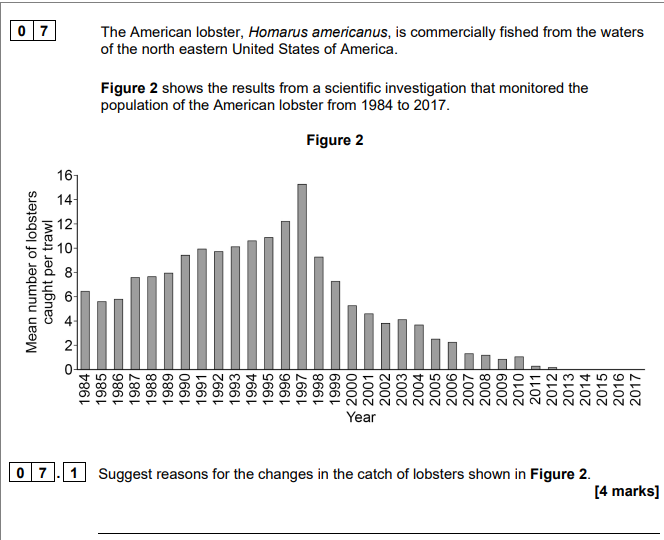 0 7 The American lobster, Homarus americanus, is commercially fished from the waters
of the north eastern United States of America.
Figure 2 shows the results from a scientific investigation that monitored the
population of the American lobster from 1984 to 2017.
Figure 2
Mean number of lobsters
caught per trawl
16
14
12
10
8
6
4
2
0
1984 1985 1986 1987 1988 1989 1990 1991 1992 1993 1994 1995 1996 1997 1998 1999 2000 2001 2002 2003 2004 2005 2006 2007 2008 2009 2010 2011 2012 2013 2014 2015 2016 2017
Year
0 7 . 1 Suggest reasons for the changes in the catch of lobsters shown in Figure 2.
[4 marks]